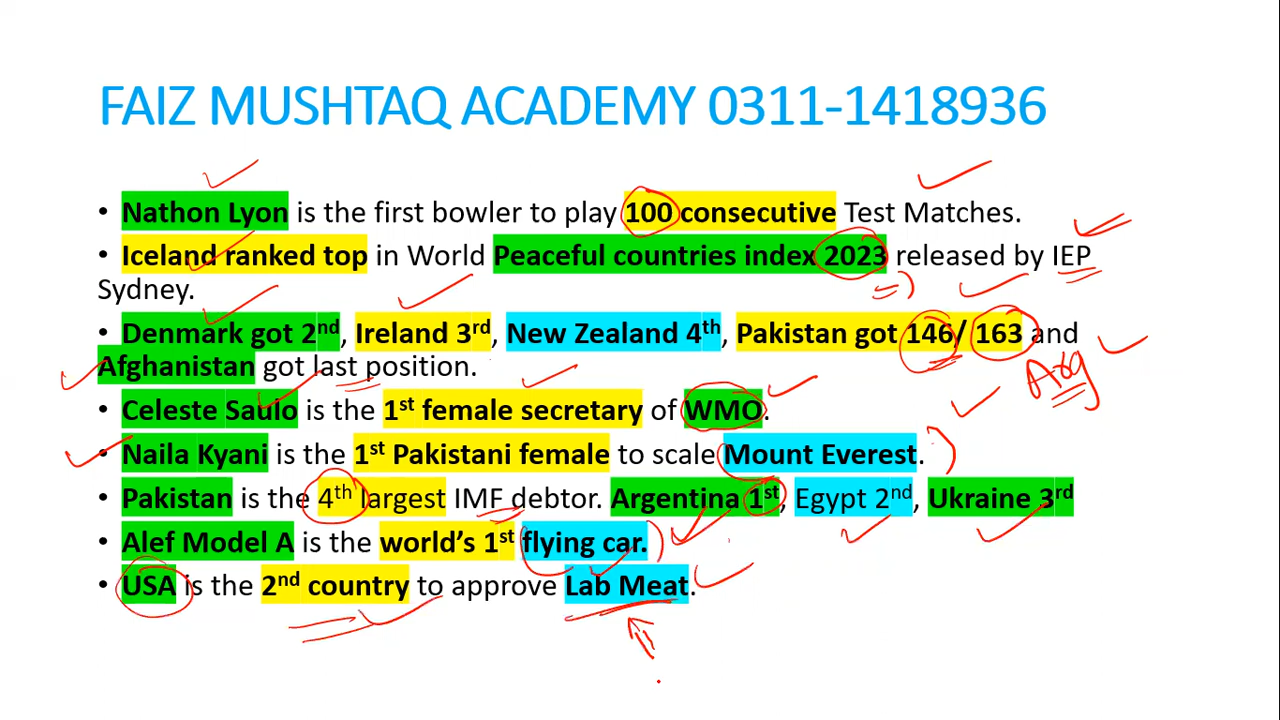 FAIZ MUSHTAQ ACADEMY 0311-1418936
• Nathon Lyon is the first bowler to play 100 consecutive Test Matches.
• Iceland ranked top in World Peaceful countries index 2023 released by IEP
Sydney.
• Denmark got 2nd, Ireland 3rd, New Zealand 4th, Pakistan got 146/ 163 and
Afghanistan got last position.
Arg
• Celeste Saulo is the 1st female secretary of WMO.
• Naila Kyani is the 1st Pakistani female to scale Mount Everest.
• Pakistan is the 4th largest IMF debtor. Argentina 1st, Egypt 2nd, Ukraine 3rd
• Alef Model A is the world’s 1st flying car.
• USA is the 2nd country to approve Lab Meat.